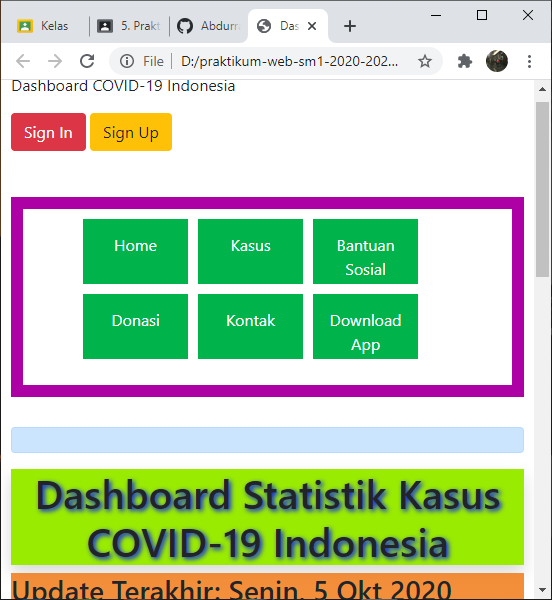 Kelas
5. Prakt
Abdurr
Das
File
D:/praktikum-web-sm1-2020-202...
Dashboard COVID-19 Indonesia
Sign In
Sign Up
Home
Kasus
Bantuan
Sosial
Donasi
Kontak
Download
App
Dashboard Statistik Kasus
COVID-19 Indonesia
Update Terakhir: Senin, 5 Okt 2020